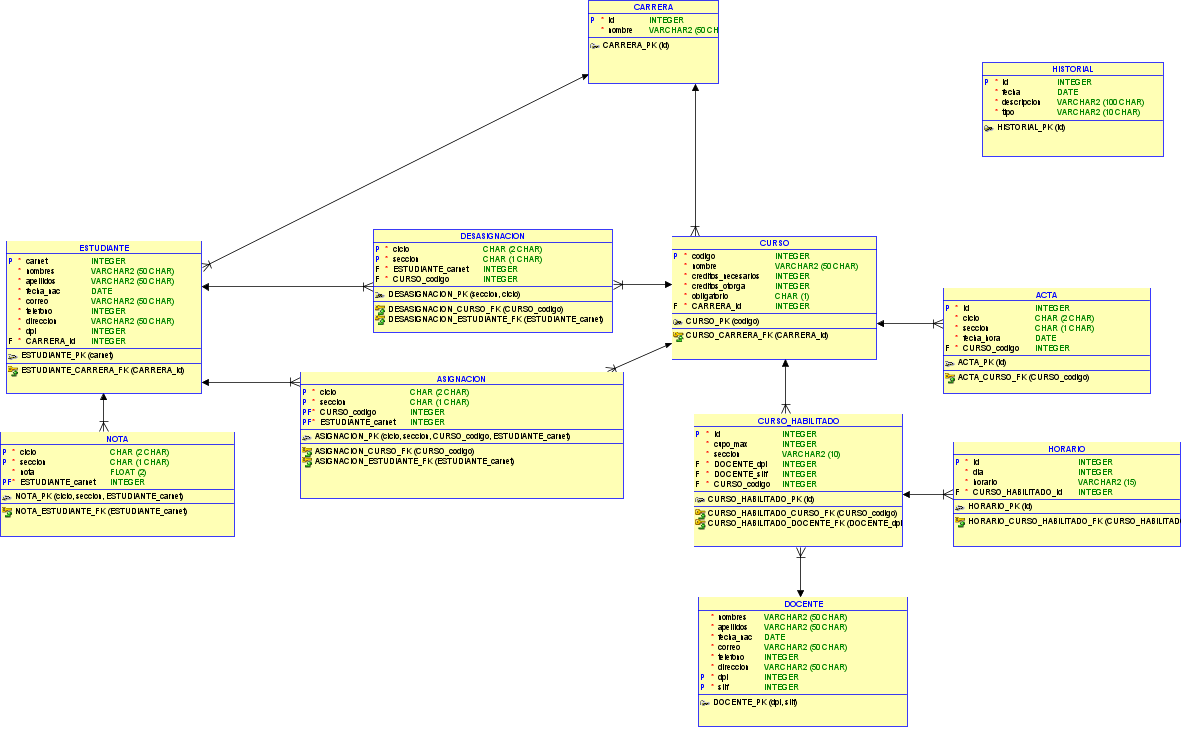 CARRERA
P * id INTEGER
* nombre VARCHAR2 (50 CH
CARRERA_PK (id)
HISTORIAL
P * id INTEGER
* fecha DATE
* descripcion VARCHAR2 (100 CHAR)
* tipo VARCHAR2 (10 CHAR)
HISTORIAL_PK (id)
ESTUDIANTE
P * carnet INTEGER
* nombres VARCHAR2 (50 CHAR)
* apellidos VARCHAR2 (50 CHAR)
* fecha_nac DATE
* correo VARCHAR2 (50 CHAR)
* telefono INTEGER
* direccion VARCHAR2 (50 CHAR)
* dpi INTEGER
F * CARRERA_id INTEGER
ESTUDIANTE_PK (carnet)
ESTUDIANTE_CARRERA_FK (CARRERA_id)
DESASIGNACION
P * ciclo CHAR (2 CHAR)
P * seccion CHAR (1 CHAR)
F * ESTUDIANTE_carnet INTEGER
F * CURSO_codigo INTEGER
DESASIGNACION_PK (seccion, ciclo)
DESASIGNACION_CURSO_FK (CURSO_codigo)
DESASIGNACION_ESTUDIANTE_FK (ESTUDIANTE_carnet)
CURSO
P * codigo INTEGER
* nombre VARCHAR2 (50 CHAR)
* creditos_necesarios INTEGER
* creditos_otorga INTEGER
* obligatorio CHAR (1)
F * CARRERA_id INTEGER
CURSO_PK (codigo)
CURSO_CARRERA_FK (CARRERA_id)
ACTA
P * id INTEGER
* ciclo CHAR (2 CHAR)
* seccion CHAR (1 CHAR)
* fecha_hora DATE
F * CURSO_codigo INTEGER
ACTA_PK (id)
ACTA_CURSO_FK (CURSO_codigo)
ASIGNACION
P * ciclo CHAR (2 CHAR)
P * seccion CHAR (1 CHAR)
PF* CURSO_codigo INTEGER
PF* ESTUDIANTE_carnet INTEGER
ASIGNACION_PK (ciclo, seccion, CURSO_codigo, ESTUDIANTE_carnet)
ASIGNACION_CURSO_FK (CURSO_codigo)
ASIGNACION_ESTUDIANTE_FK (ESTUDIANTE_carnet)
NOTA
P * ciclo CHAR (2 CHAR)
P * seccion CHAR (1 CHAR)
* nota FLOAT (2)
PF* ESTUDIANTE_carnet INTEGER
NOTA_PK (ciclo, seccion, ESTUDIANTE_carnet)
NOTA_ESTUDIANTE_FK (ESTUDIANTE_carnet)
CURSO_HABILITADO
P * id INTEGER
* cupo_max INTEGER
* seccion VARCHAR2 (10)
F * DOCENTE_dpi INTEGER
F * DOCENTE_siif INTEGER
F * CURSO_codigo INTEGER
CURSO_HABILITADO_PK (id)
CURSO_HABILITADO_CURSO_FK (CURSO_codigo)
CURSO_HABILITADO_DOCENTE_FK (DOCENTE_dpi
HORARIO
P * id INTEGER
* dia INTEGER
* horario VARCHAR2 (15)
F * CURSO_HABILITADO_id INTEGER
HORARIO_PK (id)
HORARIO_CURSO_HABILITADO_FK (CURSO_HABILITAD
DOCENTE
* nombres VARCHAR2 (50 CHAR)
* apellidos VARCHAR2 (50 CHAR)
* fecha_nac DATE
* correo VARCHAR2 (50 CHAR)
* telefono INTEGER
* direccion VARCHAR2 (50 CHAR)
P * dpi INTEGER
P * siif INTEGER
DOCENTE_PK (dpi, siif)